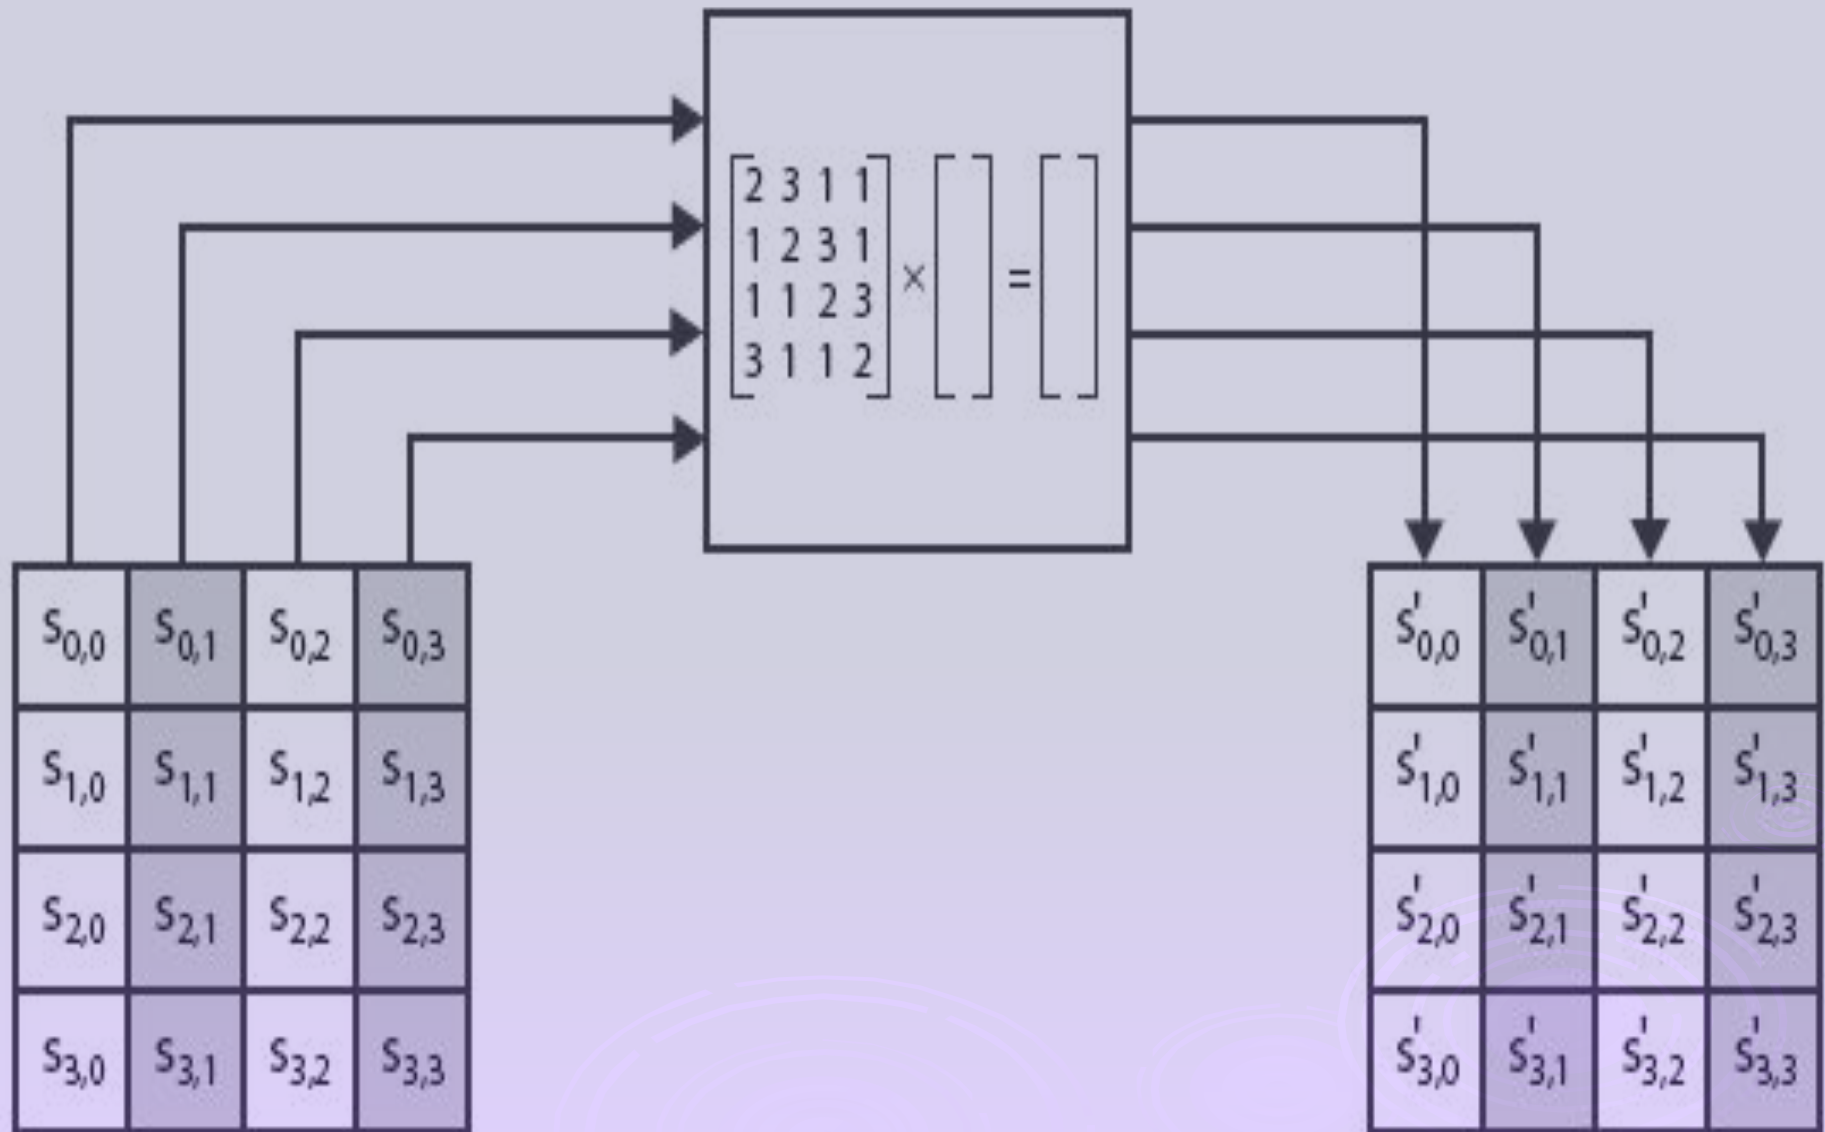 2 3 1 1
1 2 3 1
1 1 2 3
3 1 1 2
× =
S0,0 S0,1 S0,2 S0,3
S1,0 S1,1 S1,2 S1,3
S2,0 S2,1 S2,2 S2,3
S3,0 S3,1 S3,2 S3,3
S'0,0 S'0,1 S'0,2 S'0,3
S'1,0 S'1,1 S'1,2 S'1,3
S'2,0 S'2,1 S'2,2 S'2,3
S'3,0 S'3,1 S'3,2 S'3,3